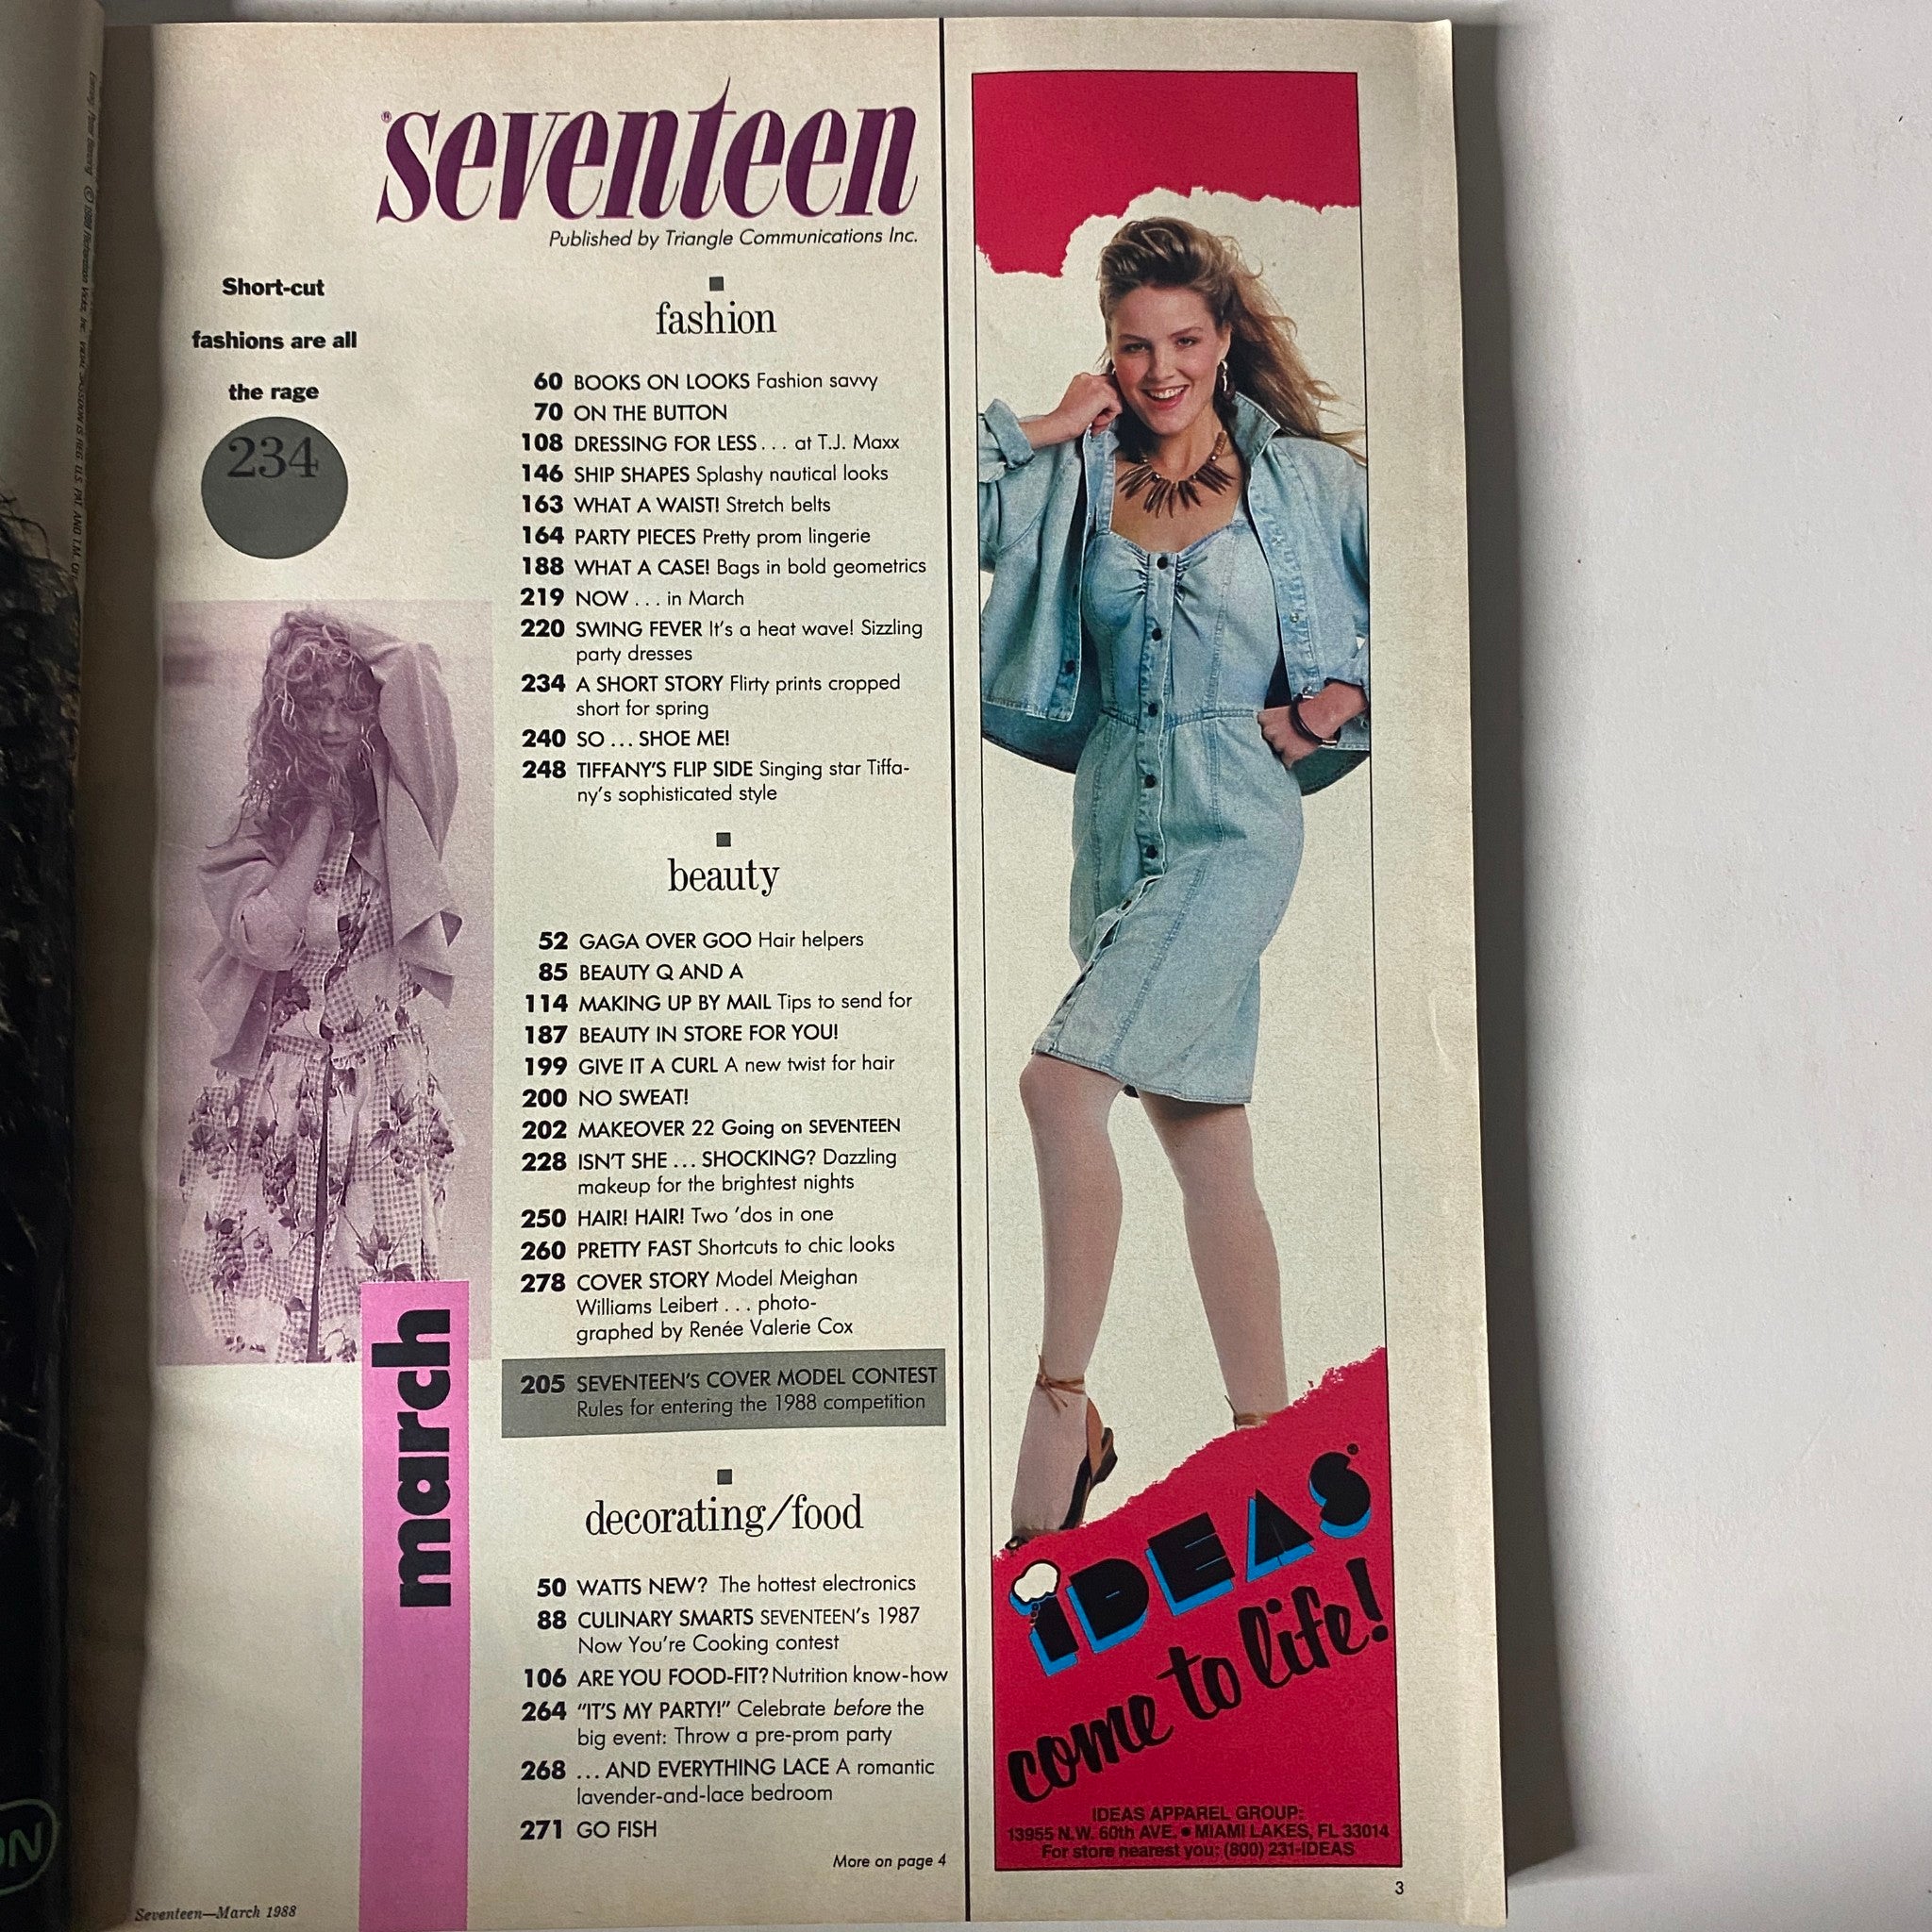 seventeen®
Published by Triangle Communications Inc.
Short-cut
fashions are all
the rage
234
march
fashion
60 BOOKS ON LOOKS Fashion savvy
70 ON THE BUTTON
108 DRESSING FOR LESS . . . at T.J. Maxx
146 SHIP SHAPES Splashy nautical looks
163 WHAT A WAIST! Stretch belts
164 PARTY PIECES Pretty prom lingerie
188 WHAT A CASE! Bags in bold geometrics
219 NOW . . . in March
220 SWING FEVER It's a heat wave! Sizzling
party dresses
234 A SHORT STORY Flirty prints cropped
short for spring
240 SO . . . SHOE ME!
248 TIFFANY'S FLIP SIDE Singing star Tiffa-
ny's sophisticated style
beauty
52 GAGA OVER GOO Hair helpers
85 BEAUTY Q AND A
114 MAKING UP BY MAIL Tips to send for
187 BEAUTY IN STORE FOR YOU!
199 GIVE IT A CURL A new twist for hair
200 NO SWEAT!
202 MAKEOVER 22 Going on SEVENTEEN
228 ISN'T SHE . . . SHOCKING? Dazzling
makeup for the brightest nights
250 HAIR! HAIR! Two 'dos in one
260 PRETTY FAST Shortcuts to chic looks
278 COVER STORY Model Meighan
Williams Leibert . . . photo-
graphed by Renée Valerie Cox
205 SEVENTEEN'S COVER MODEL CONTEST
Rules for entering the 1988 competition
decorating/food
50 WATTS NEW? The hottest electronics
88 CULINARY SMARTS SEVENTEEN's 1987
Now You're Cooking contest
106 ARE YOU FOOD-FIT? Nutrition know-how
264 "IT'S MY PARTY!" Celebrate before the
big event: Throw a pre-prom party
268 . . . AND EVERYTHING LACE A romantic
lavender-and-lace bedroom
271 GO FISH
More on page 4
Seventeen—March 1988
iDEAS®
come to life!
IDEAS APPAREL GROUP:
13955 N.W. 60th AVE. • MIAMI LAKES, FL 33014
For store nearest you: (800) 231-IDEAS
3